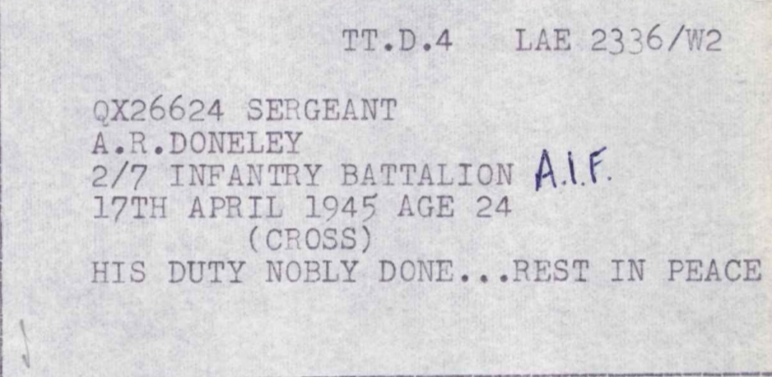 TT.D.4 LAE 2336/W2
QX26624 SERGEANT
A.R.DONELEY
2/7 INFANTRY BATTALION A.I.F.
17TH APRIL 1945 AGE 24
(CROSS)
HIS DUTY NOBLY DONE...REST IN PEACE